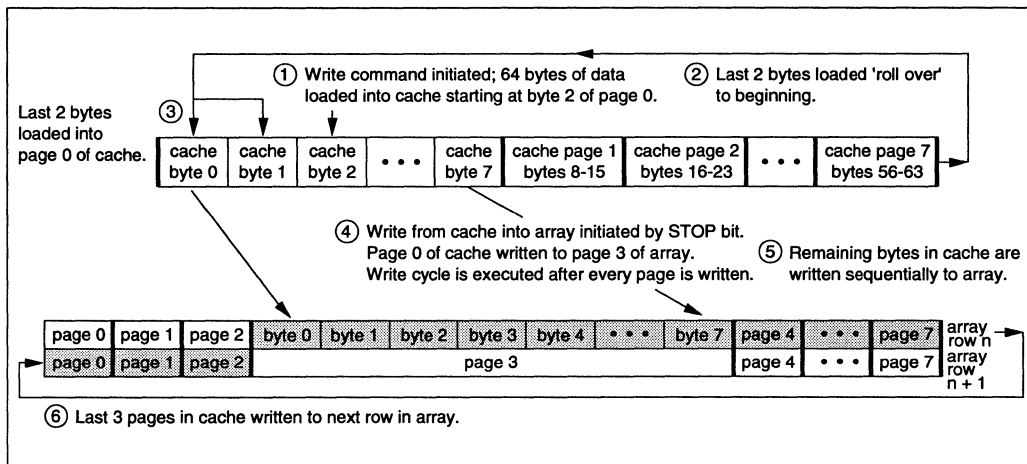 ① Write command initiated; 64 bytes of data
loaded into cache starting at byte 2 of page 0.
② Last 2 bytes loaded 'roll over'
to beginning.
Last 2 bytes
loaded into
page 0 of cache.
③
cache byte 0
cache byte 1
cache byte 2
• • •
cache byte 7
cache page 1 bytes 8-15
cache page 2 bytes 16-23
• • •
cache page 7 bytes 56-63
④ Write from cache into array initiated by STOP bit.
Page 0 of cache written to page 3 of array.
Write cycle is executed after every page is written.
⑤ Remaining bytes in cache are
written sequentially to array.
page 0 page 1 page 2 byte 0 byte 1 byte 2 byte 3 byte 4 • • • byte 7 page 4 • • • page 7 array row n
page 0 page 1 page 2 page 3 page 4 • • • page 7 array row n + 1
⑥ Last 3 pages in cache written to next row in array.